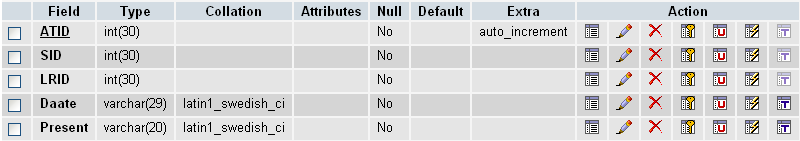 Field Type Collation Attributes Null Default Extra Action
ATID int(30) No auto_increment
SID int(30) No
LRID int(30) No
Daate varchar(29) latin1_swedish_ci No
Present varchar(20) latin1_swedish_ci No